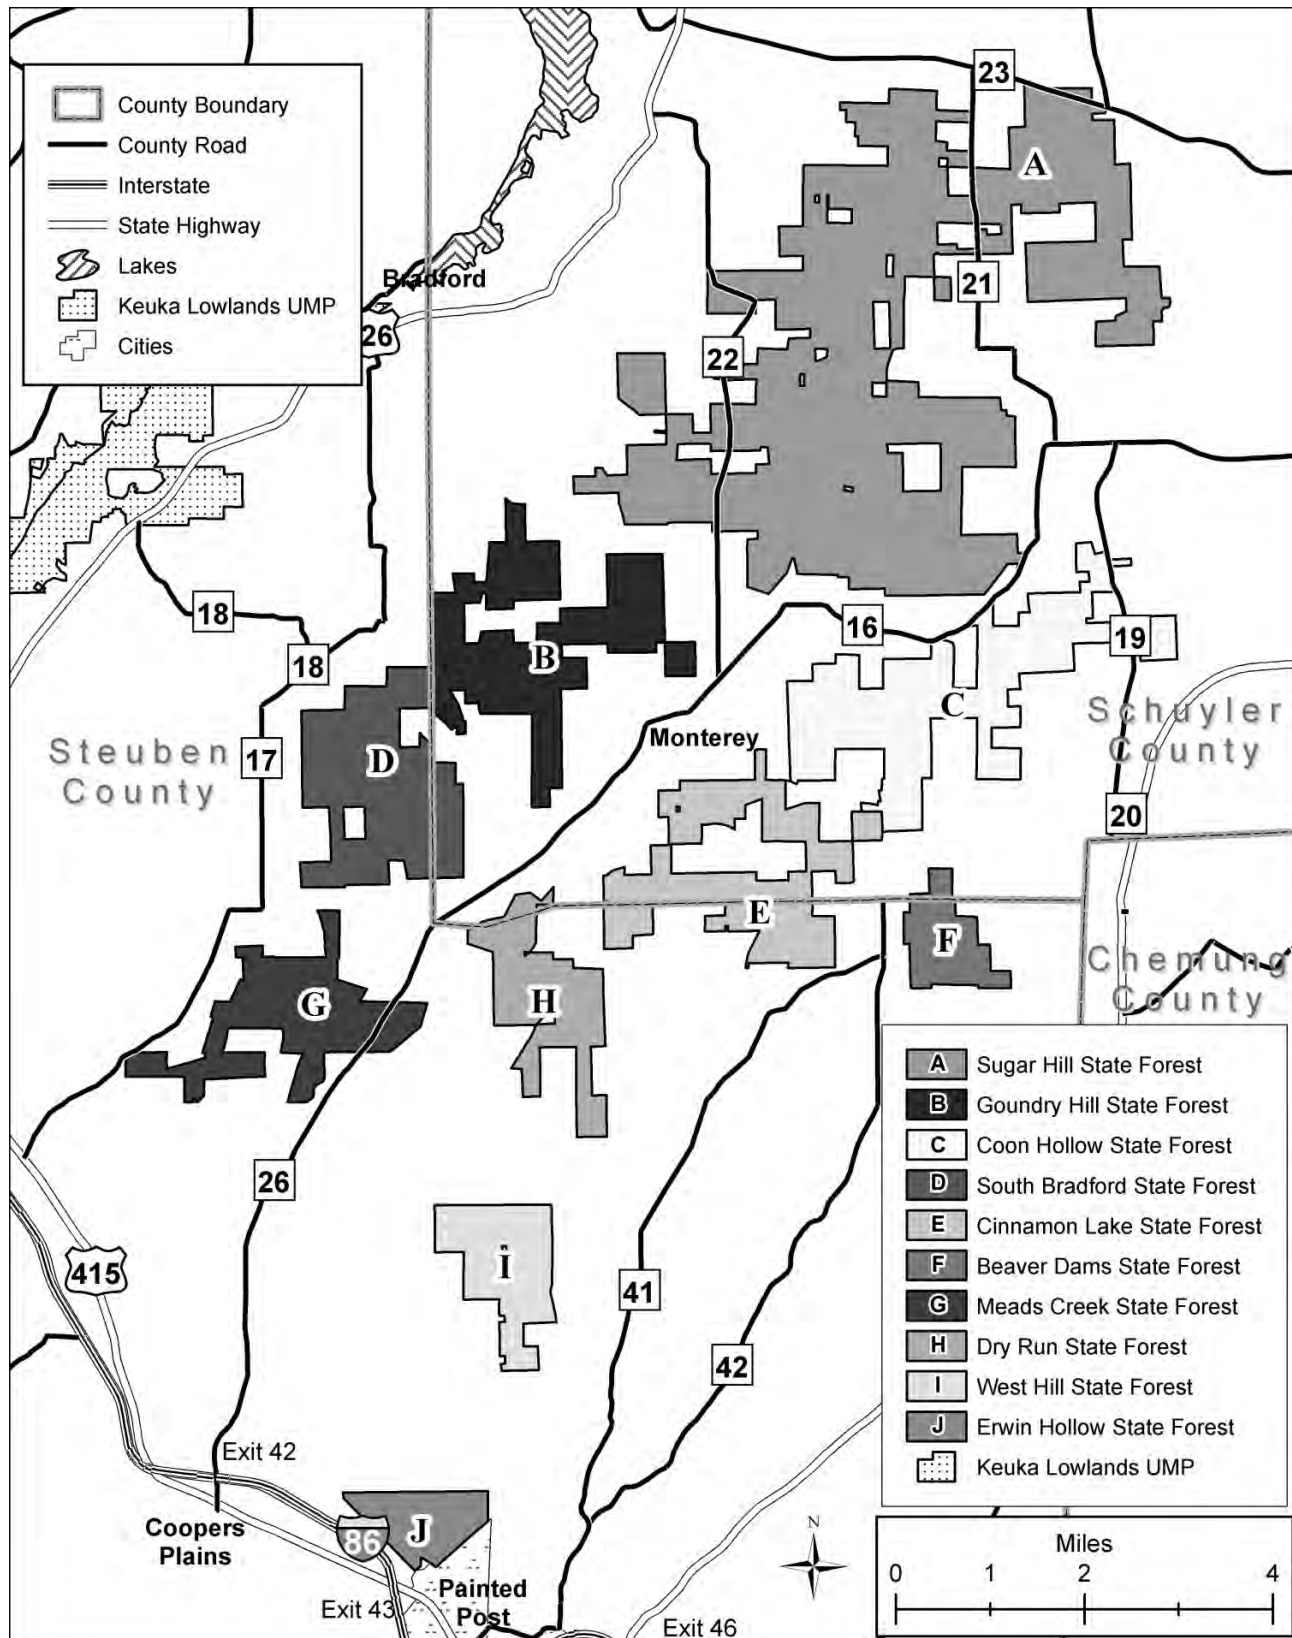 23
County Boundary
County Road
Interstate
State Highway
Lakes
Keuka Lowlands UMP
Cities
A
Bradford
21
26
22
18
16
18
19
B
C
Schuyler
County
Monterey
Steuben
County
17
D
20
E
F
Chemung
County
G
H
26
I
41
415
42
A Sugar Hill State Forest
B Goundry Hill State Forest
C Coon Hollow State Forest
D South Bradford State Forest
E Cinnamon Lake State Forest
F Beaver Dams State Forest
G Meads Creek State Forest
H Dry Run State Forest
I West Hill State Forest
J Erwin Hollow State Forest
Keuka Lowlands UMP
Exit 42
Coopers
Plains
86
J
Painted
Post
Exit 43
Exit 46
N
Miles
0 1 2 4